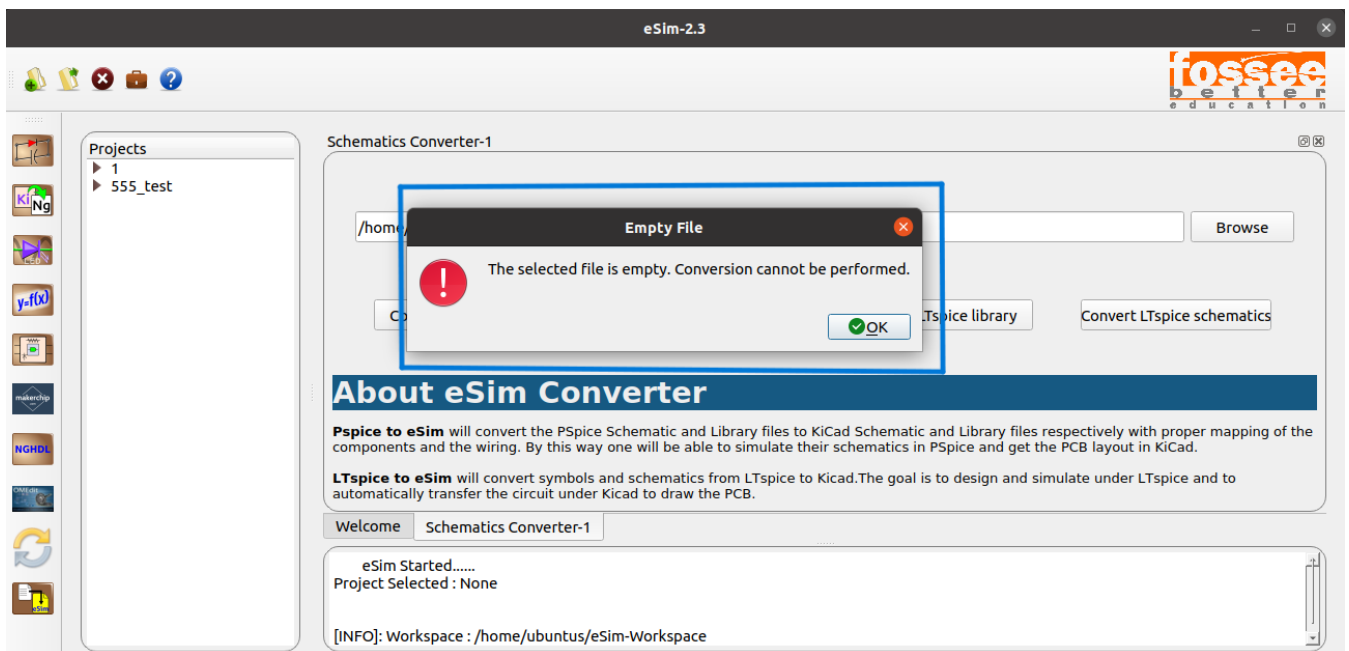 eSim-2.3
fossee
better
education
Projects
1
555_test
Schematics Converter-1
Ki
Ng
y=f(x)
makerchip
NGHDL
OMEdit
eSim
/home/
Browse
Empty File
The selected file is empty. Conversion cannot be performed.
OK
Convert LTspice schematics
About eSim Converter
Pspice to eSim will convert the PSpice Schematic and Library files to KiCad Schematic and Library files respectively with proper mapping of the
components and the wiring. By this way one will be able to simulate their schematics in PSpice and get the PCB layout in KiCad.
LTspice to eSim will convert symbols and schematics from LTspice to Kicad.The goal is to design and simulate under LTspice and to
automatically transfer the circuit under Kicad to draw the PCB.
Welcome
Schematics Converter-1
eSim Started......
Project Selected : None
[INFO]: Workspace : /home/ubuntus/eSim-Workspace